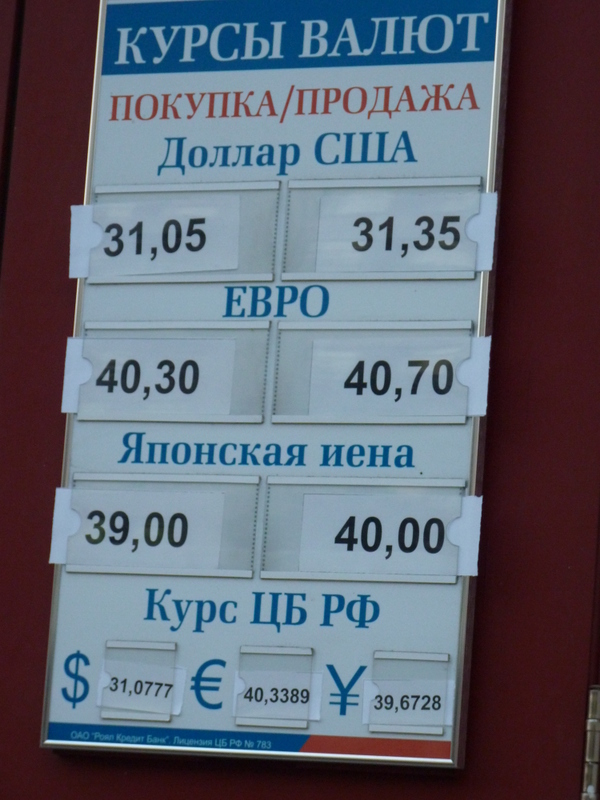 КУРСЫ ВАЛЮТ
ПОКУПКА/ПРОДАЖА
Доллар США
31,05 31,35
ЕВРО
40,30 40,70
Японская иена
39,00 40,00
Курс ЦБ РФ
$ 31,0777 € 40,3389 ¥ 39,6728
ОАО "Роял Кредит Банк". Лицензия ЦБ РФ № 783